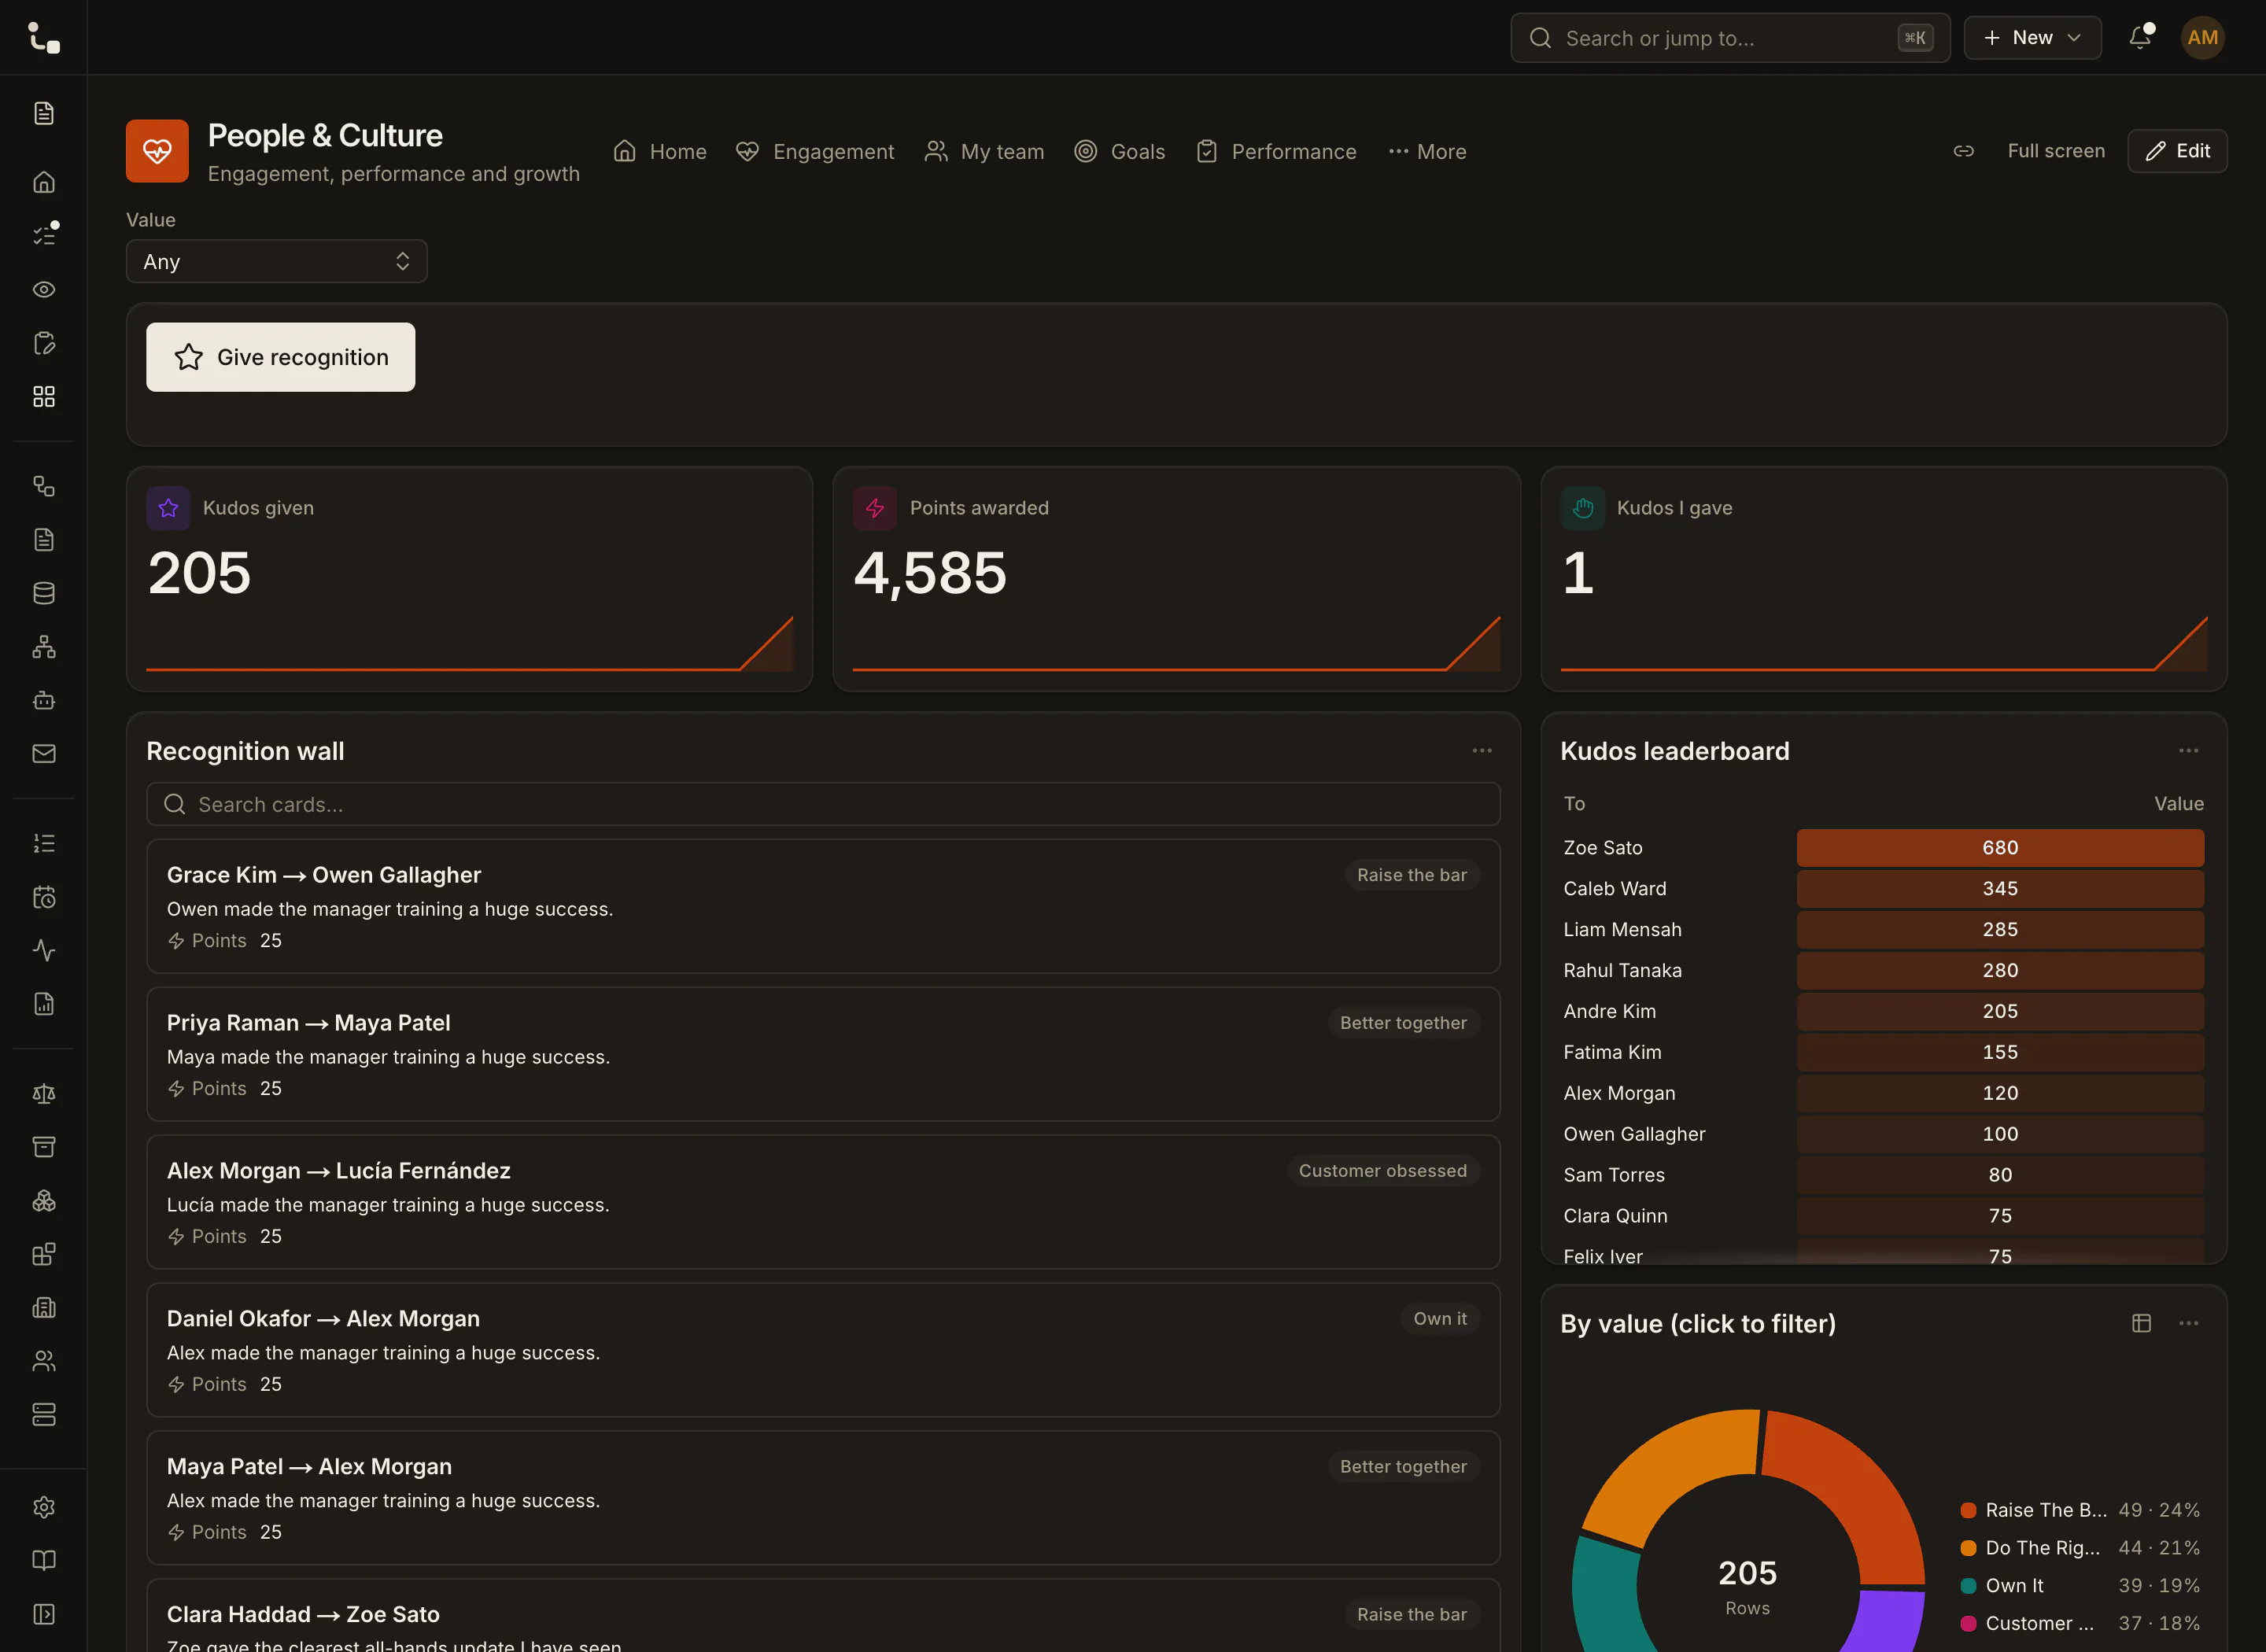 Search or jump to...
⌘K
New
AM
People & Culture
Engagement, performance and growth
Home
Engagement
My team
Goals
Performance
More
Full screen
Edit
Value
Any
Give recognition
Kudos given
205
Points awarded
4,585
Kudos I gave
1
Recognition wall
Search cards...
Grace Kim → Owen Gallagher
Raise the bar
Owen made the manager training a huge success.
Points 25
Priya Raman → Maya Patel
Better together
Maya made the manager training a huge success.
Points 25
Alex Morgan → Lucía Fernández
Customer obsessed
Lucía made the manager training a huge success.
Points 25
Daniel Okafor → Alex Morgan
Own it
Alex made the manager training a huge success.
Points 25
Maya Patel → Alex Morgan
Better together
Alex made the manager training a huge success.
Points 25
Clara Haddad → Zoe Sato
Raise the bar
Zoe gave the clearest all-hands update I have seen
Kudos leaderboard
To Value
Zoe Sato 680
Caleb Ward 345
Liam Mensah 285
Rahul Tanaka 280
Andre Kim 205
Fatima Kim 155
Alex Morgan 120
Owen Gallagher 100
Sam Torres 80
Clara Quinn 75
Felix Iver 75
By value (click to filter)
205
Rows
Raise The B... 49 · 24%
Do The Rig... 44 · 21%
Own It 39 · 19%
Customer ... 37 · 18%